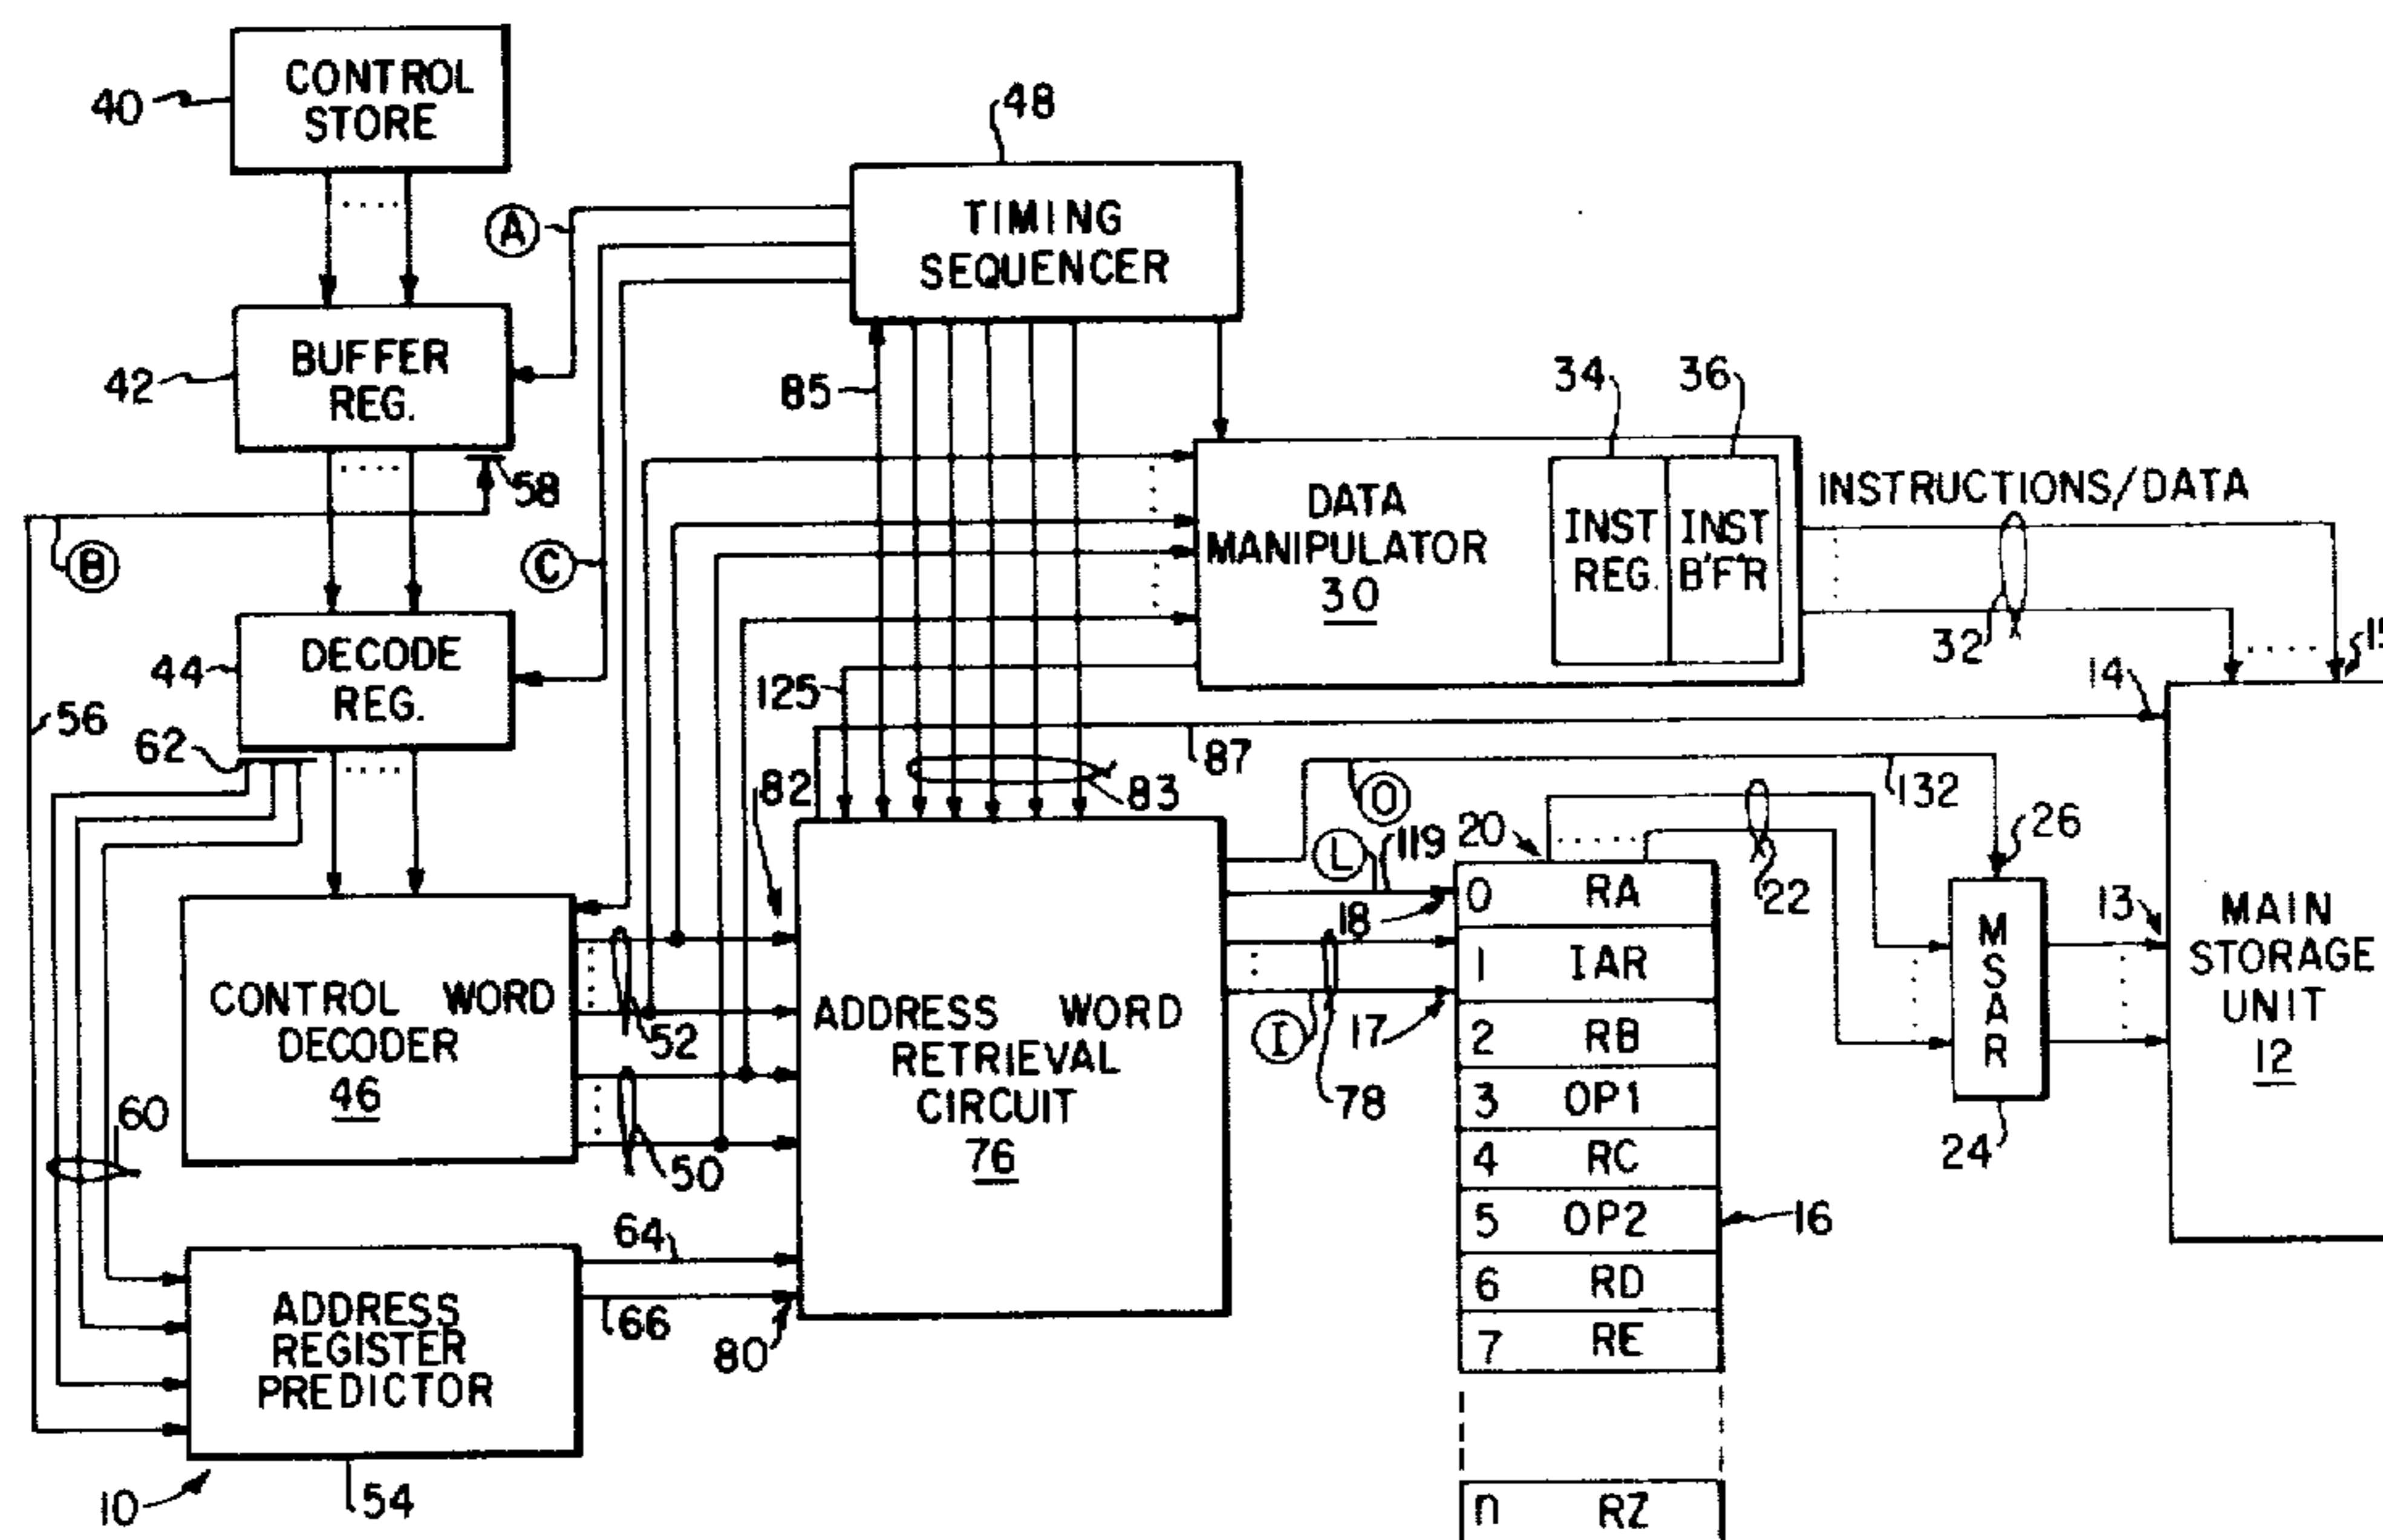 CONTROL
STORE
40
48
TIMING
SEQUENCER
A
BUFFER
REG.
42
58
85
34
36
B
C
DATA
MANIPULATOR
30
INST
REG.
INST
B'F'R
INSTRUCTIONS/DATA
32
14
DECODE
REG.
44
56
62
125
82
83
87
O
132
L
119
20
22
26
13
18
CONTROL WORD
DECODER
46
52
50
60
ADDRESS WORD
RETRIEVAL
CIRCUIT
76
I
17
78
0 RA
1 IAR
2 RB
3 OP1
4 RC
5 OP2
6 RD
7 RE
n RZ
16
MSAR
24
MAIN
STORAGE
UNIT
12
64
66
80
ADDRESS
REGISTER
PREDICTOR
10
54